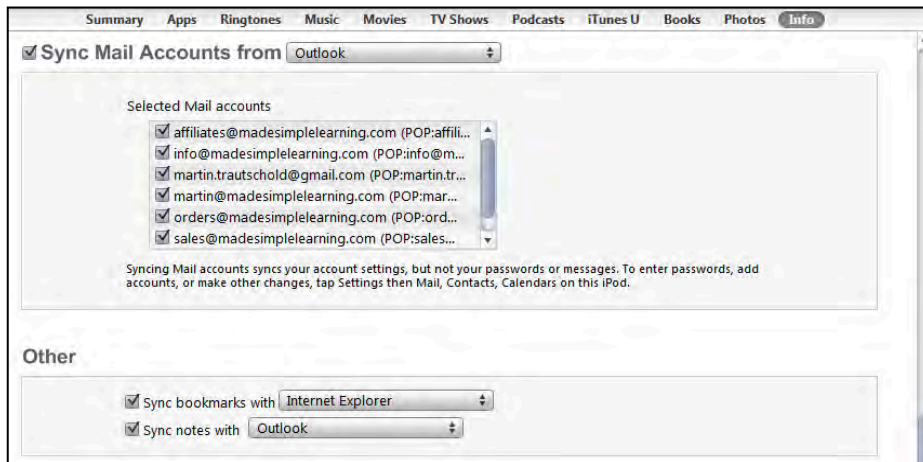 Summary Apps Ringtones Music Movies TV Shows Podcasts iTunes U Books Photos Info
Sync Mail Accounts from Outlook
Selected Mail accounts
affiliates@madesimplelearning.com (POP:affili...
info@madesimplelearning.com (POP:info@m...
martin.trautschold@gmail.com (POP:martin.tr...
martin@madesimplelearning.com (POP:mar...
orders@madesimplelearning.com (POP:ord...
sales@madesimplelearning.com (POP:sales...
Syncing Mail accounts syncs your account settings, but not your passwords or messages. To enter passwords, add
accounts, or make other changes, tap Settings then Mail, Contacts, Calendars on this iPod.
Other
Sync bookmarks with Internet Explorer
Sync notes with Outlook